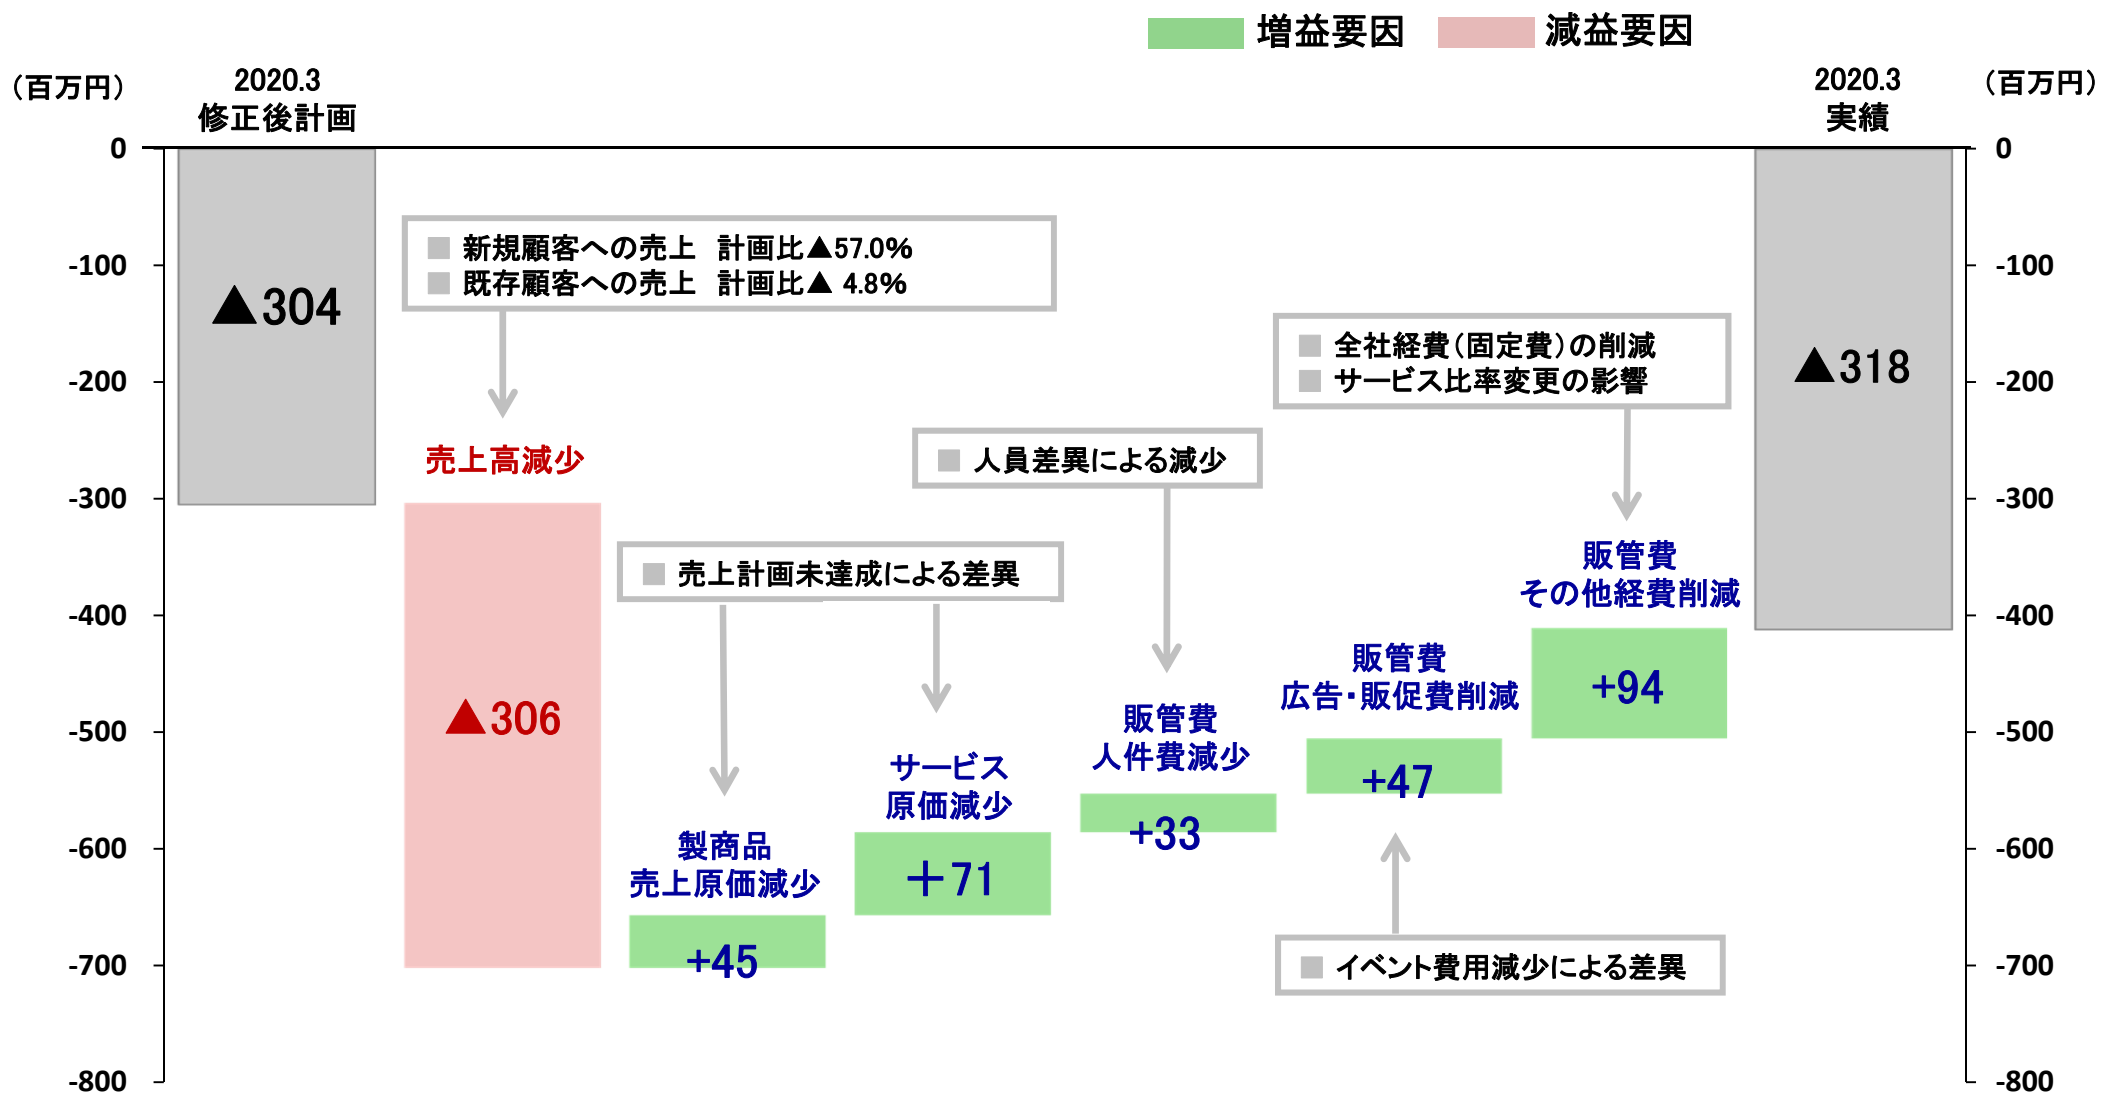 増益要因 減益要因
(百万円)
2020.3
修正後計画
2020.3
実績
(百万円)
0
-100
-200
-300
-400
-500
-600
-700
-800
▲304
■ 新規顧客への売上 計画比▲57.0%
■ 既存顧客への売上 計画比▲ 4.8%
売上高減少
▲306
■ 売上計画未達成による差異
製商品
売上原価減少
+45
サービス
原価減少
+71
■ 人員差異による減少
販管費
人件費減少
+33
販管費
広告・販促費削減
+47
■ イベント費用減少による差異
■ 全社経費(固定費)の削減
■ サービス比率変更の影響
販管費
その他経費削減
+94
▲318
0
-100
-200
-300
-400
-500
-600
-700
-800